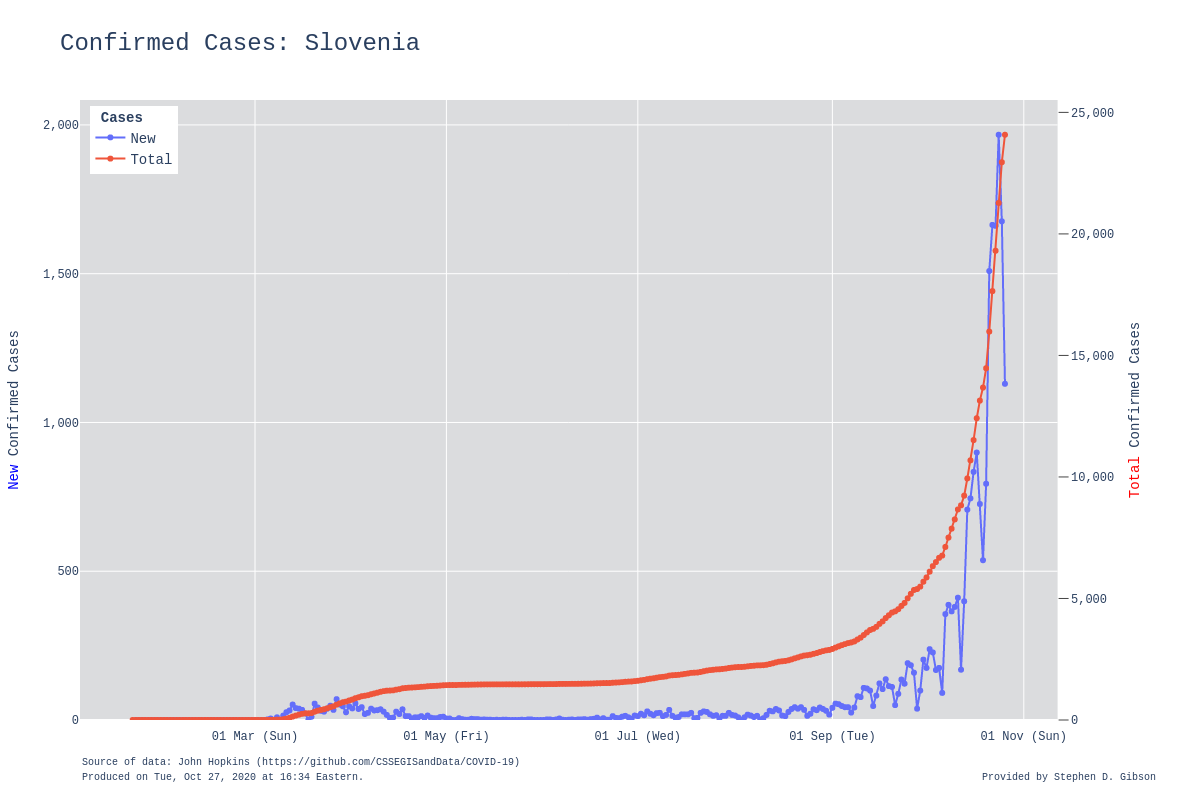 Confirmed Cases: Slovenia
Cases
New
Total
2,000
1,500
1,000
500
0
25,000
20,000
15,000
10,000
5,000
0
New Confirmed Cases
Total Confirmed Cases
01 Mar (Sun)
01 May (Fri)
01 Jul (Wed)
01 Sep (Tue)
01 Nov (Sun)
Source of data: John Hopkins (https://github.com/CSSEGISandData/COVID-19)
Produced on Tue, Oct 27, 2020 at 16:34 Eastern.
Provided by Stephen D. Gibson